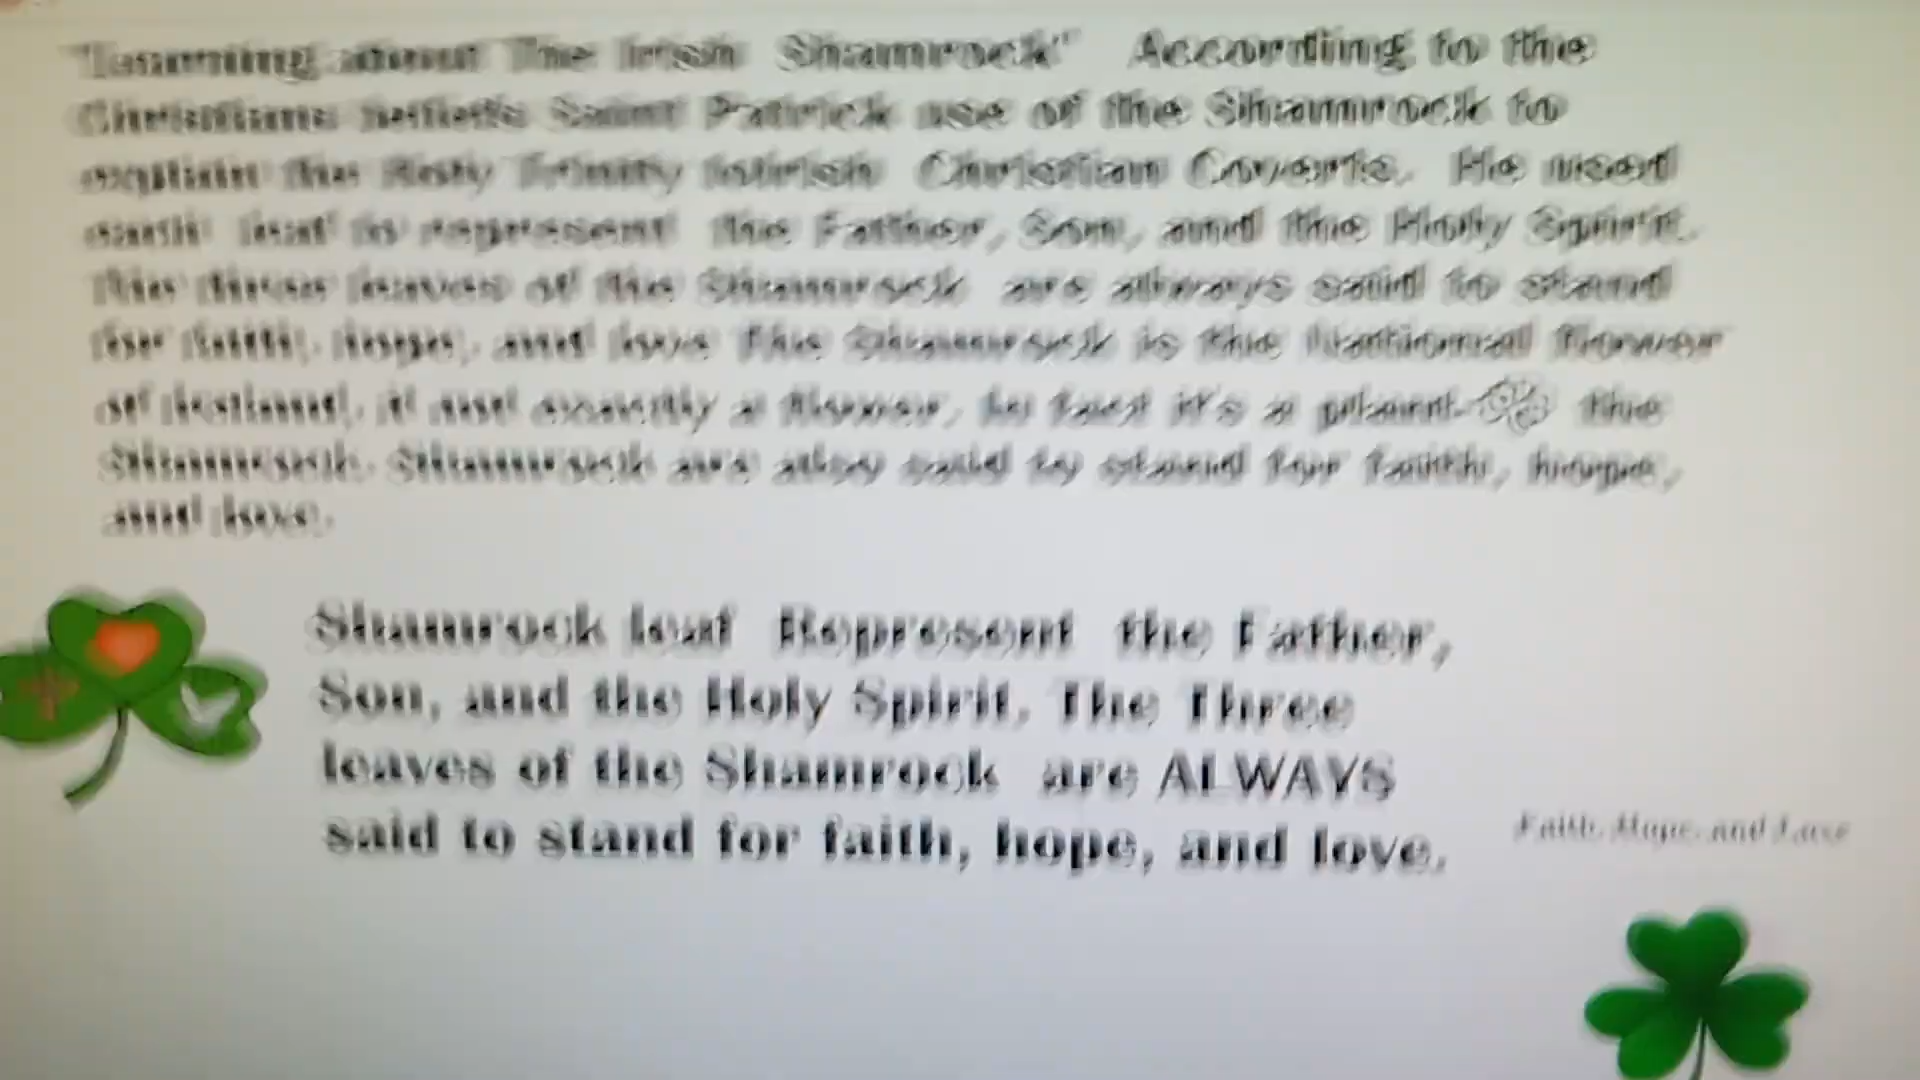 "Learning about The Irish Shamrock" According to the
Christians beliefs Saint Patrick use of the Shamrock to
explain the Holy Trinity to Irish Christian Coverts. He used
each leaf to represent the Father, Son, and the Holy Spirit.
The three leaves of the Shamrock are always said to stand
for faith, hope, and love The Shamrock is the National flower
of Ireland, it not exactly a flower, In fact it's a plant the
Shamrock. Shamrock are also said to stand for faith, hope,
and love.
Shamrock leaf Represent the Father,
Son, and the Holy Spirit. The Three
leaves of the Shamrock are ALWAYS
said to stand for faith, hope, and love.
Faith, Hope, and Love